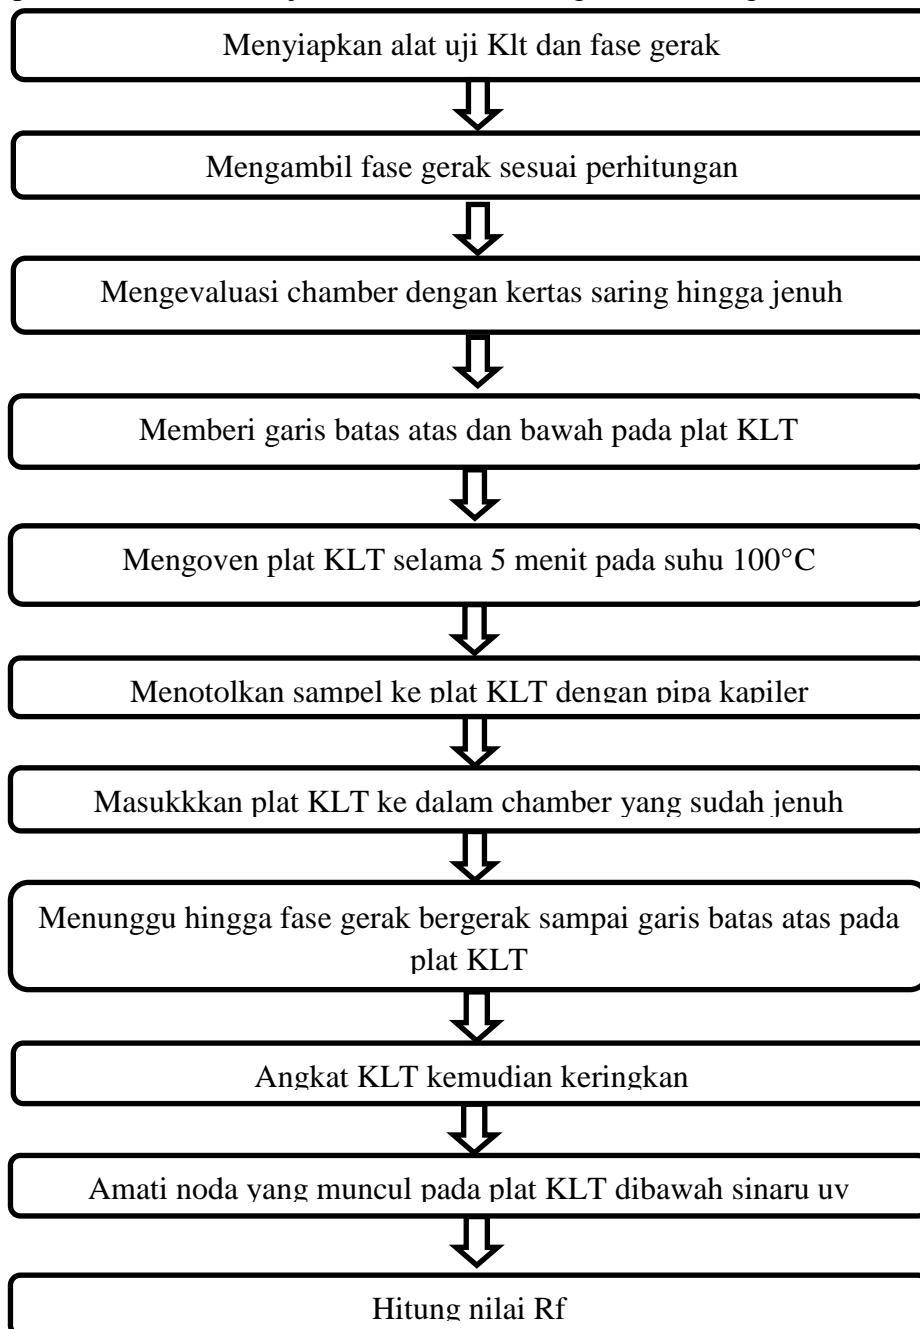 Menyiapkan alat uji Klt dan fase gerak
Mengambil fase gerak sesuai perhitungan
Mengevaluasi chamber dengan kertas saring hingga jenuh
Memberi garis batas atas dan bawah pada plat KLT
Mengoven plat KLT selama 5 menit pada suhu 100°C
Menotolkan sampel ke plat KLT dengan pipa kapiler
Masukkkan plat KLT ke dalam chamber yang sudah jenuh
Menunggu hingga fase gerak bergerak sampai garis batas atas pada
plat KLT
Angkat KLT kemudian keringkan
Amati noda yang muncul pada plat KLT dibawah sinaru uv
Hitung nilai Rf